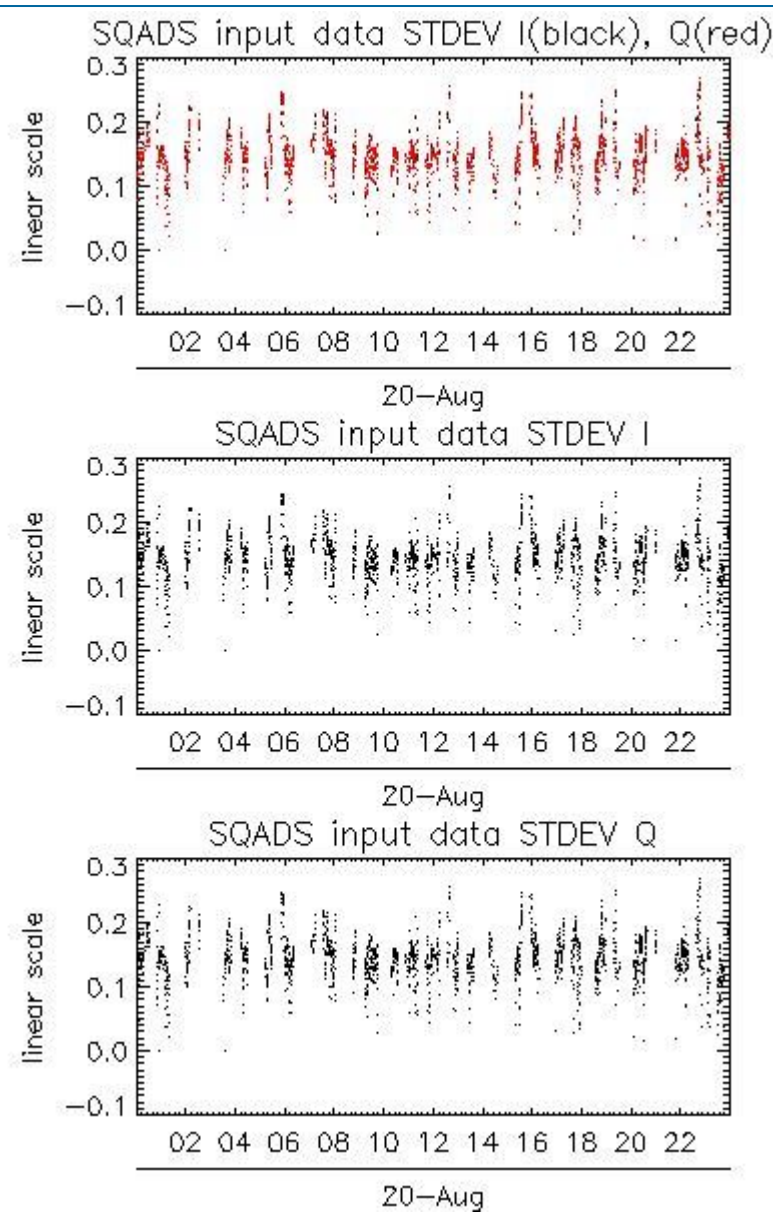 SQADS input data STDEV I(black), Q(red)
0.3
0.2
0.1
0.0
−0.1
linear scale
02 04 06 08 10 12 14 16 18 20 22
20−Aug
SQADS input data STDEV I
0.3
0.2
0.1
0.0
−0.1
linear scale
02 04 06 08 10 12 14 16 18 20 22
20−Aug
SQADS input data STDEV Q
0.3
0.2
0.1
0.0
−0.1
linear scale
02 04 06 08 10 12 14 16 18 20 22
20−Aug